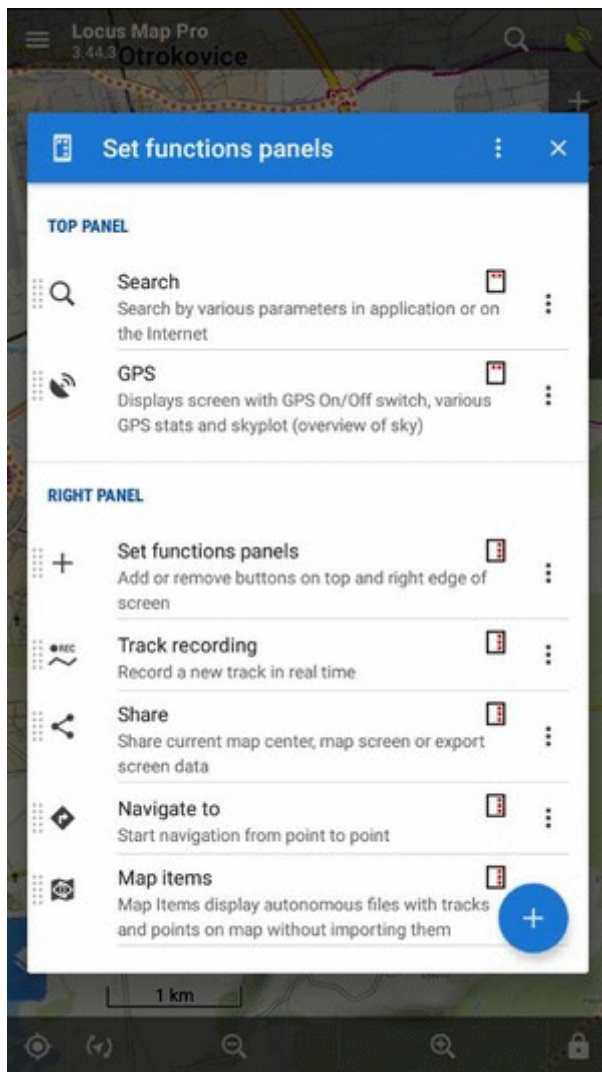 Locus Map Pro
3.44.3
Otrokovice
Set functions panels
TOP PANEL
Search
Search by various parameters in application or on
the Internet
GPS
Displays screen with GPS On/Off switch, various
GPS stats and skyplot (overview of sky)
RIGHT PANEL
Set functions panels
Add or remove buttons on top and right edge of
screen
REC
Track recording
Record a new track in real time
Share
Share current map center, map screen or export
screen data
Navigate to
Start navigation from point to point
Map items
Map Items display autonomous files with tracks
and points on map without importing them
1 km